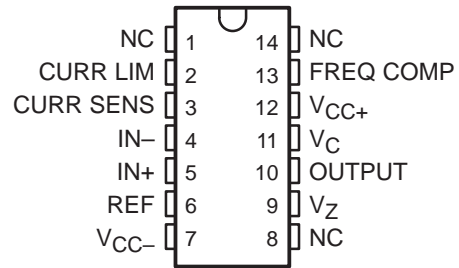 NC 1 14 NC
CURR LIM 2 13 FREQ COMP
CURR SENS 3 12 VCC+
IN– 4 11 VC
IN+ 5 10 OUTPUT
REF 6 9 VZ
VCC– 7 8 NC